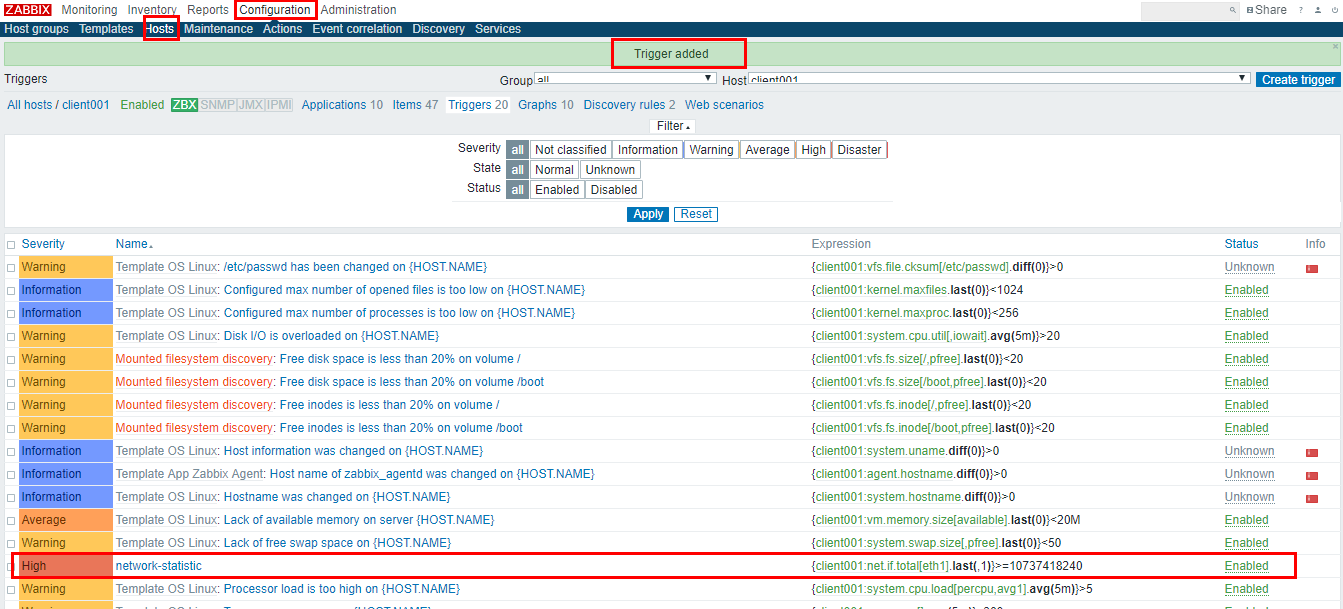 ZABBIX Monitoring Inventory Reports Configuration Administration Share ?
Host groups Templates Hosts Maintenance Actions Event correlation Discovery Services
Trigger added
Triggers Group all Host client001 Create trigger
All hosts / client001 Enabled ZBX SNMP JMX IPMI Applications 10 Items 47 Triggers 20 Graphs 10 Discovery rules 2 Web scenarios
Filter
Severity all Not classified Information Warning Average High Disaster
State all Normal Unknown
Status all Enabled Disabled
Apply Reset
Severity Name Expression Status Info
Warning Template OS Linux: /etc/passwd has been changed on {HOST.NAME} {client001:vfs.file.cksum[/etc/passwd].diff(0)}>0 Unknown
Information Template OS Linux: Configured max number of opened files is too low on {HOST.NAME} {client001:kernel.maxfiles.last(0)}<1024 Enabled
Information Template OS Linux: Configured max number of processes is too low on {HOST.NAME} {client001:kernel.maxproc.last(0)}<256 Enabled
Warning Template OS Linux: Disk I/O is overloaded on {HOST.NAME} {client001:system.cpu.util[,iowait].avg(5m)}>20 Enabled
Warning Mounted filesystem discovery: Free disk space is less than 20% on volume / {client001:vfs.fs.size[/,pfree].last(0)}<20 Enabled
Warning Mounted filesystem discovery: Free disk space is less than 20% on volume /boot {client001:vfs.fs.size[/boot,pfree].last(0)}<20 Enabled
Warning Mounted filesystem discovery: Free inodes is less than 20% on volume / {client001:vfs.fs.inode[/,pfree].last(0)}<20 Enabled
Warning Mounted filesystem discovery: Free inodes is less than 20% on volume /boot {client001:vfs.fs.inode[/boot,pfree].last(0)}<20 Enabled
Information Template OS Linux: Host information was changed on {HOST.NAME} {client001:system.uname.diff(0)}>0 Unknown
Information Template App Zabbix Agent: Host name of zabbix_agentd was changed on {HOST.NAME} {client001:agent.hostname.diff(0)}>0 Unknown
Information Template OS Linux: Hostname was changed on {HOST.NAME} {client001:system.hostname.diff(0)}>0 Unknown
Average Template OS Linux: Lack of available memory on server {HOST.NAME} {client001:vm.memory.size[available].last(0)}<20M Enabled
Warning Template OS Linux: Lack of free swap space on {HOST.NAME} {client001:system.swap.size[,pfree].last(0)}<50 Enabled
High network-statistic {client001:net.if.total[eth1].last(,1)}>=10737418240 Enabled
Warning Template OS Linux: Processor load is too high on {HOST.NAME} {client001:system.cpu.load[percpu,avg1].avg(5m)}>5 Enabled